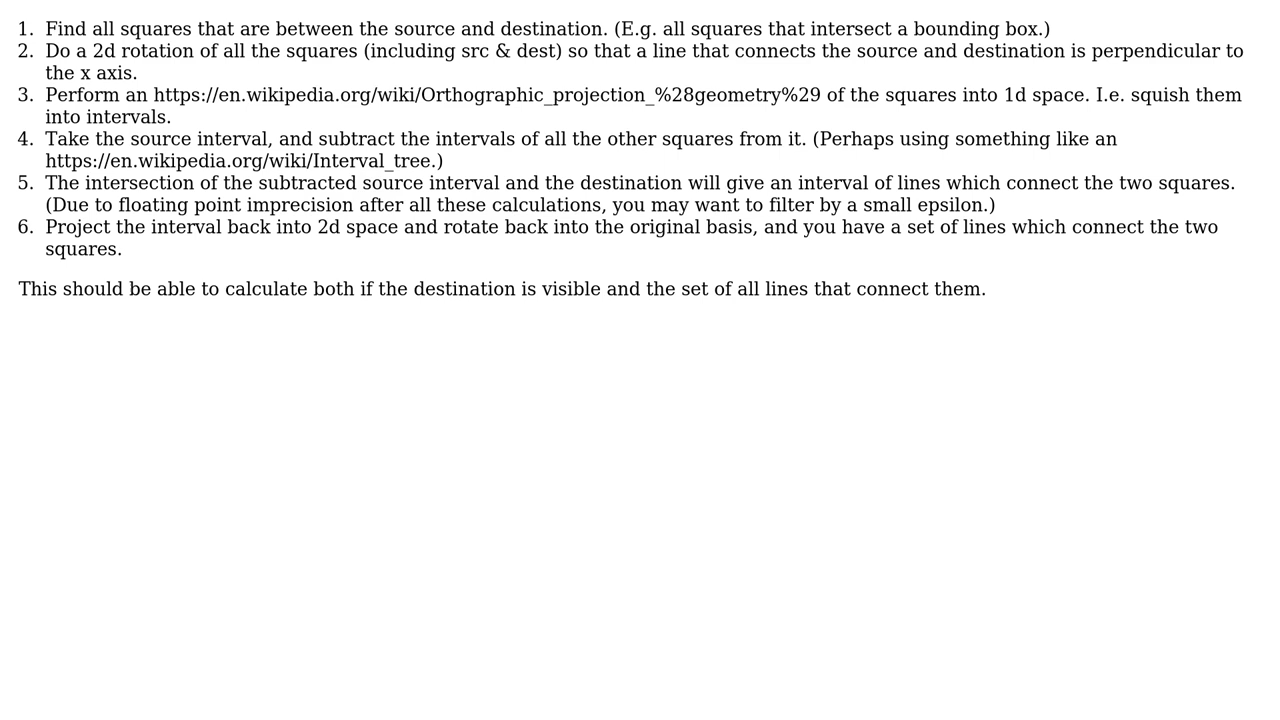 1. Find all squares that are between the source and destination. (E.g. all squares that intersect a bounding box.)
2. Do a 2d rotation of all the squares (including src & dest) so that a line that connects the source and destination is perpendicular to
the x axis.
3. Perform an https://en.wikipedia.org/wiki/Orthographic_projection_%28geometry%29 of the squares into 1d space. I.e. squish them
into intervals.
4. Take the source interval, and subtract the intervals of all the other squares from it. (Perhaps using something like an
https://en.wikipedia.org/wiki/Interval_tree.)
5. The intersection of the subtracted source interval and the destination will give an interval of lines which connect the two squares.
(Due to floating point imprecision after all these calculations, you may want to filter by a small epsilon.)
6. Project the interval back into 2d space and rotate back into the original basis, and you have a set of lines which connect the two
squares.
This should be able to calculate both if the destination is visible and the set of all lines that connect them.